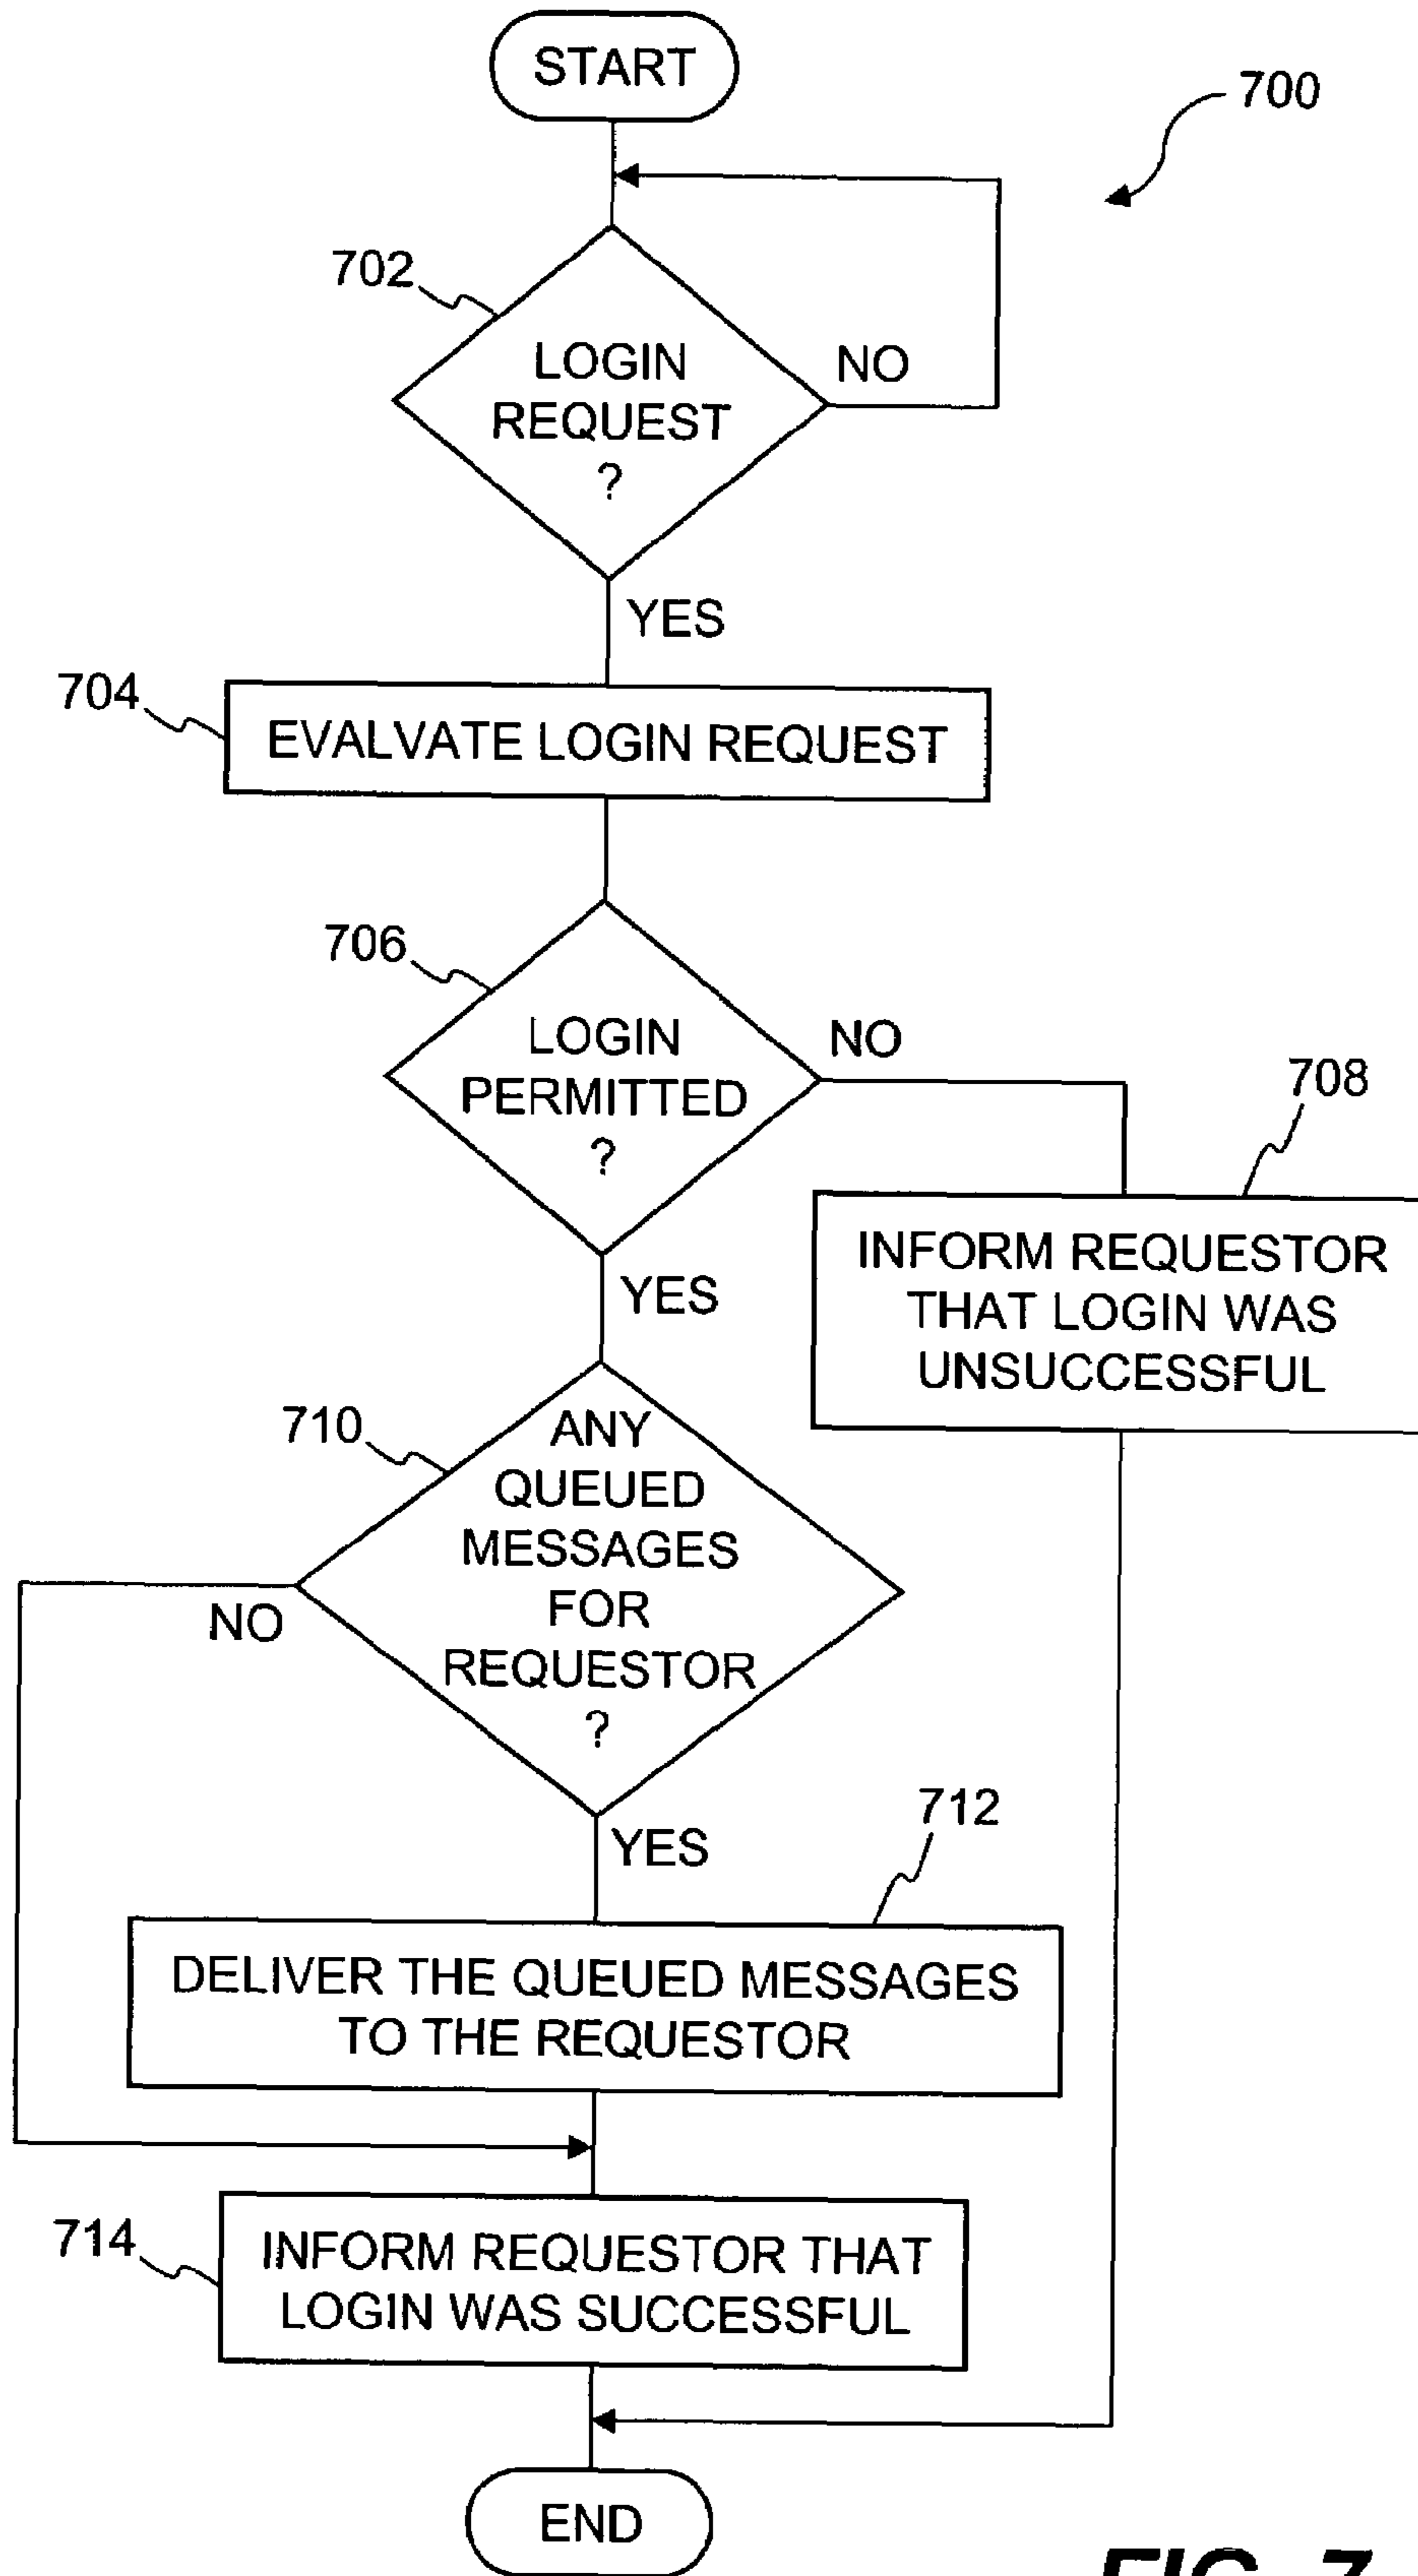 START
700
702
LOGIN
REQUEST
?
NO
YES
704
EVALVATE LOGIN REQUEST
706
LOGIN
PERMITTED
?
NO
708
YES
INFORM REQUESTOR
THAT LOGIN WAS
UNSUCCESSFUL
710
ANY
QUEUED
MESSAGES
FOR
REQUESTOR
?
NO
YES
712
DELIVER THE QUEUED MESSAGES
TO THE REQUESTOR
714
INFORM REQUESTOR THAT
LOGIN WAS SUCCESSFUL
END
FIG. 7